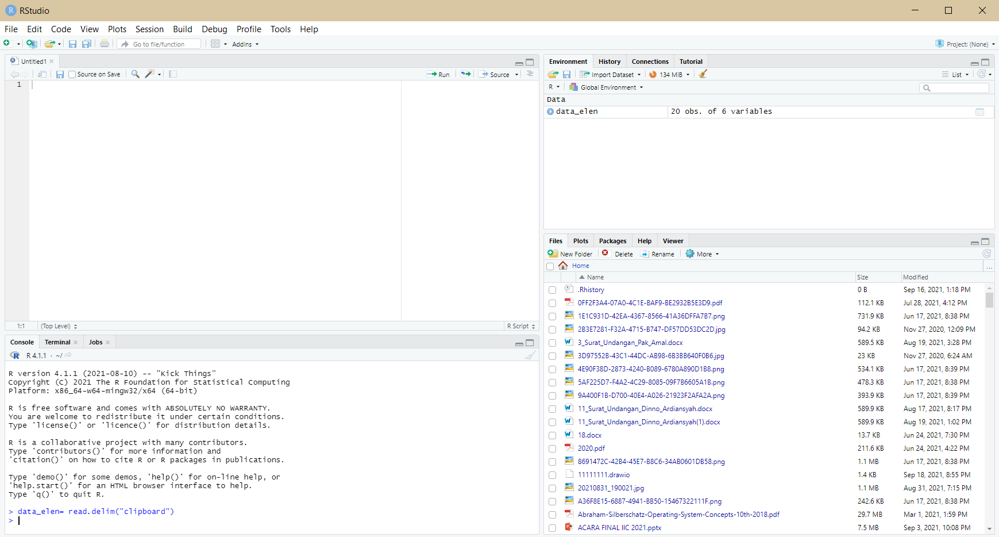 RStudio
File Edit Code View Plots Session Build Debug Profile Tools Help
Go to file/function Addins Project: (None)
Untitled1
Source on Save Run Source
1
1:1 (Top Level) R Script
Console Terminal Jobs
R 4.1.1 · ~/
R version 4.1.1 (2021-08-10) -- "Kick Things"
Copyright (C) 2021 The R Foundation for Statistical Computing
Platform: x86_64-w64-mingw32/x64 (64-bit)
R is free software and comes with ABSOLUTELY NO WARRANTY.
You are welcome to redistribute it under certain conditions.
Type 'license()' or 'licence()' for distribution details.
R is a collaborative project with many contributors.
Type 'contributors()' for more information and
'citation()' on how to cite R or R packages in publications.
Type 'demo()' for some demos, 'help()' for on-line help, or
'help.start()' for an HTML browser interface to help.
Type 'q()' to quit R.
> data_elen= read.delim("clipboard")
>
Environment History Connections Tutorial
Import Dataset 134 MiB List
R Global Environment
Data
data_elen 20 obs. of 6 variables
Files Plots Packages Help Viewer
New Folder Delete Rename More
Home ...
Name Size Modified
.Rhistory 0 B Sep 16, 2021, 1:18 PM
0FF2F3A4-07A0-4C1E-BAF9-BE2932B5E3D9.pdf 112.1 KB Jul 28, 2021, 4:12 PM
1E1C931D-42EA-4367-8566-41A36DFFA7B7.png 731.9 KB Jun 17, 2021, 8:38 PM
2B3E7281-F32A-4715-B747-DF57DD53DC2D.jpg 94.2 KB Nov 27, 2020, 12:09 PM
3_Surat_Undangan_Pak_Amal.docx 589.5 KB Aug 19, 2021, 3:28 PM
3D97552B-43C1-44DC-AB98-6B3BB640F0B6.jpg 23 KB Nov 27, 2020, 6:24 AM
4E90F38D-2873-4240-B089-6780A890D1B8.png 534.1 KB Jun 17, 2021, 8:39 PM
5AF225D7-F4A2-4C29-8085-09F7B6605A1B.png 478.3 KB Jun 17, 2021, 8:38 PM
9A400F1B-D700-40E4-A026-21923F2AFA2A.png 393.9 KB Jun 17, 2021, 8:39 PM
11_Surat_Undangan_Dinno_Ardiansyah.docx 589.9 KB Aug 17, 2021, 8:17 PM
11_Surat_Undangan_Dinno_Ardiansyah(1).docx 589.9 KB Aug 19, 2021, 1:02 PM
18.docx 13.7 KB Jun 24, 2021, 7:30 PM
2020.pdf 211.6 KB Jun 24, 2021, 4:22 PM
8691472C-42B4-45E7-B8C6-34AB0601DB58.png 1.1 MB Jun 17, 2021, 8:38 PM
11111111.drawio 1.4 KB Sep 18, 2021, 8:55 PM
20210831_190021.jpg 1.1 MB Aug 31, 2021, 7:15 PM
A36F8E15-6887-4941-BB50-15467322111F.png 242.6 KB Jun 17, 2021, 8:38 PM
Abraham-Silberschatz-Operating-System-Concepts-10th-2018.pdf 29.7 MB Mar 1, 2021, 1:59 PM
ACARA FINAL IIC 2021.pptx 7.5 MB Sep 3, 2021, 10:08 PM